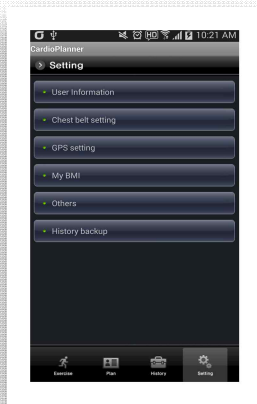 HD 10:21 AM
CardioPlanner
Setting
User Information
Chest belt setting
GPS setting
My BMI
Others
History backup
Exercise Plan History Setting